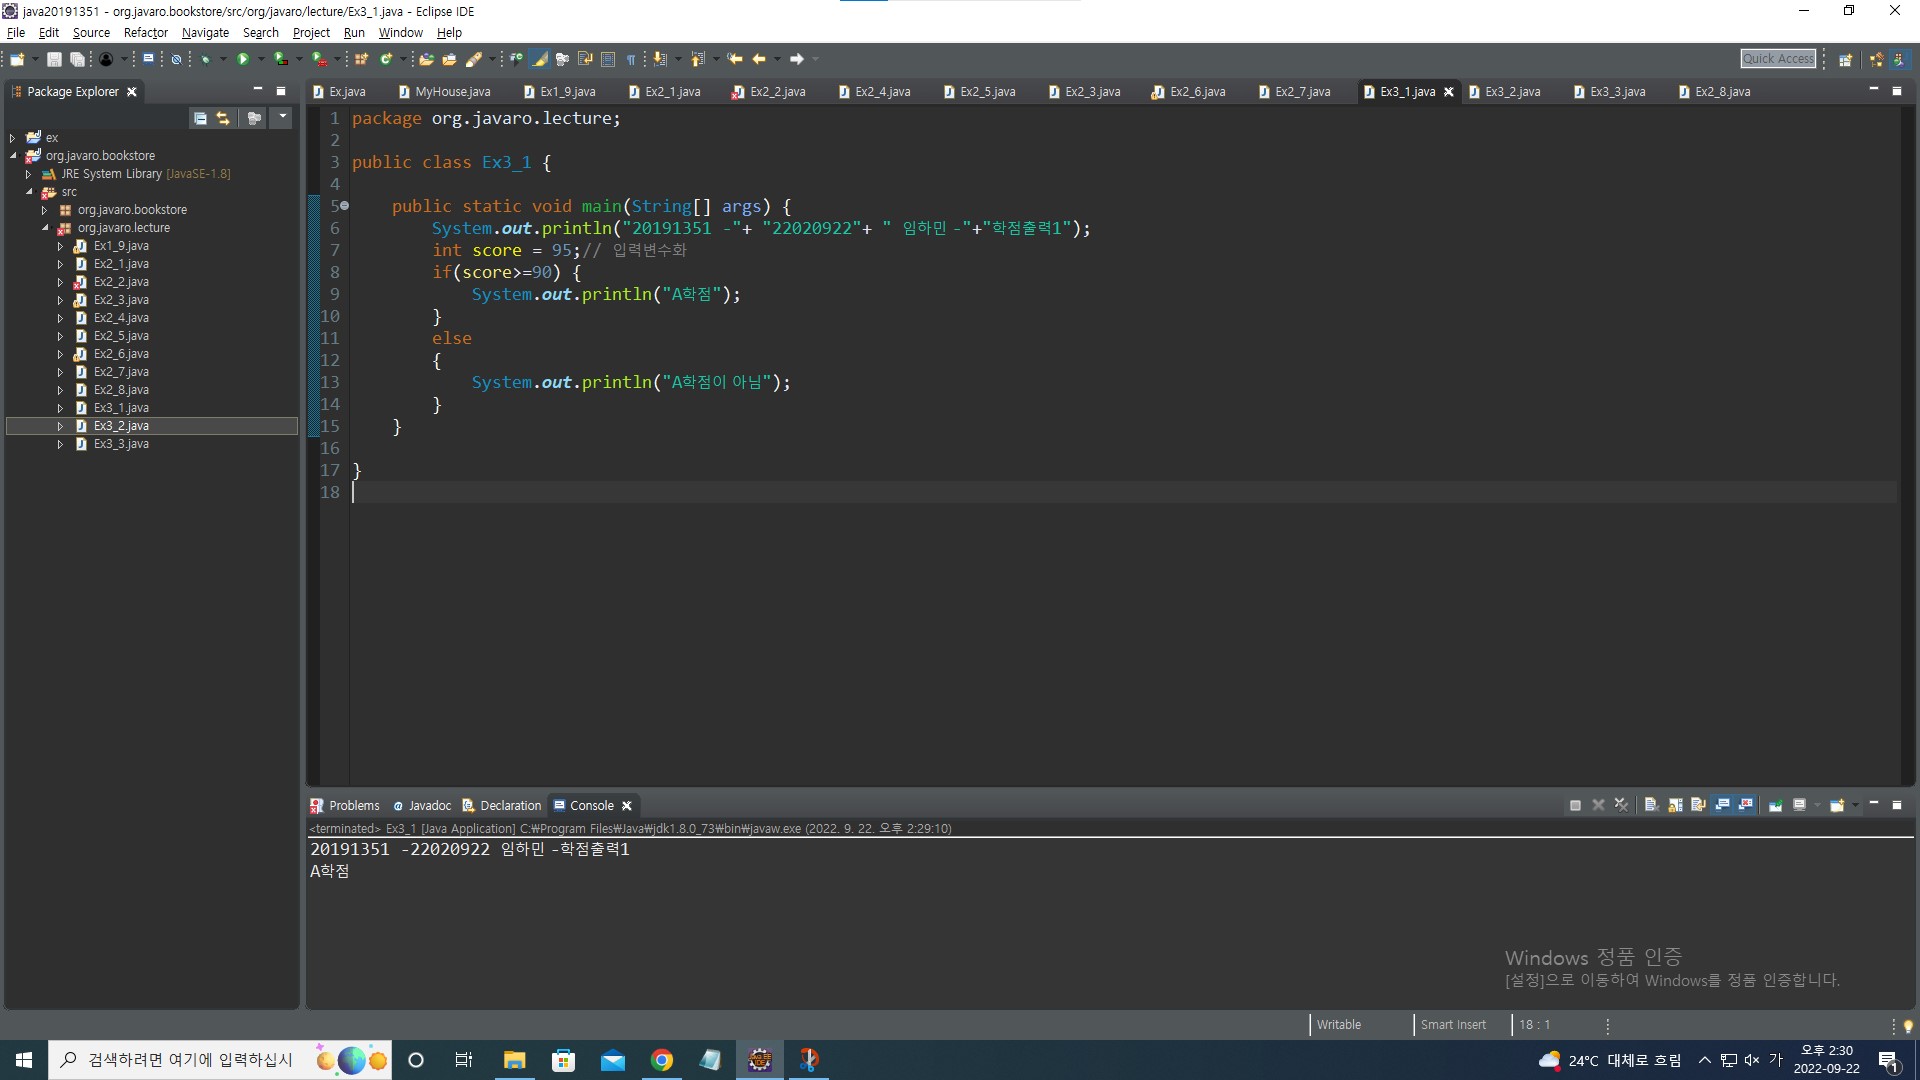 java20191351 - org.javaro.bookstore/src/org/javaro/lecture/Ex3_1.java - Eclipse IDE
File Edit Source Refactor Navigate Search Project Run Window Help
Quick Access
Package Explorer
Ex.java MyHouse.java Ex1_9.java Ex2_1.java Ex2_2.java Ex2_4.java Ex2_5.java Ex2_3.java Ex2_6.java Ex2_7.java Ex3_1.java Ex3_2.java Ex3_3.java Ex2_8.java
ex
org.javaro.bookstore
JRE System Library [JavaSE-1.8]
src
org.javaro.bookstore
org.javaro.lecture
Ex1_9.java
Ex2_1.java
Ex2_2.java
Ex2_3.java
Ex2_4.java
Ex2_5.java
Ex2_6.java
Ex2_7.java
Ex2_8.java
Ex3_1.java
Ex3_2.java
Ex3_3.java
1 package org.javaro.lecture;
2
3 public class Ex3_1 {
4
5 public static void main(String[] args) {
6 System.out.println("20191351 -"+ "22020922"+ " 임하민 -"+"학점출력1");
7 int score = 95;// 입력변수화
8 if(score>=90) {
9 System.out.println("A학점");
10 }
11 else
12 {
13 System.out.println("A학점이 아님");
14 }
15 }
16
17 }
18
Problems @ Javadoc Declaration Console
<terminated> Ex3_1 [Java Application] C:₩Program Files₩Java₩jdk1.8.0_73₩bin₩javaw.exe (2022. 9. 22. 오후 2:29:10)
20191351 -22020922 임하민 -학점출력1
A학점
Windows 정품 인증
[설정]으로 이동하여 Windows를 정품 인증합니다.
Writable Smart Insert 18 : 1
검색하려면 여기에 입력하십시
24°C 대체로 흐림 가 오후 2:30
2022-09-22
1